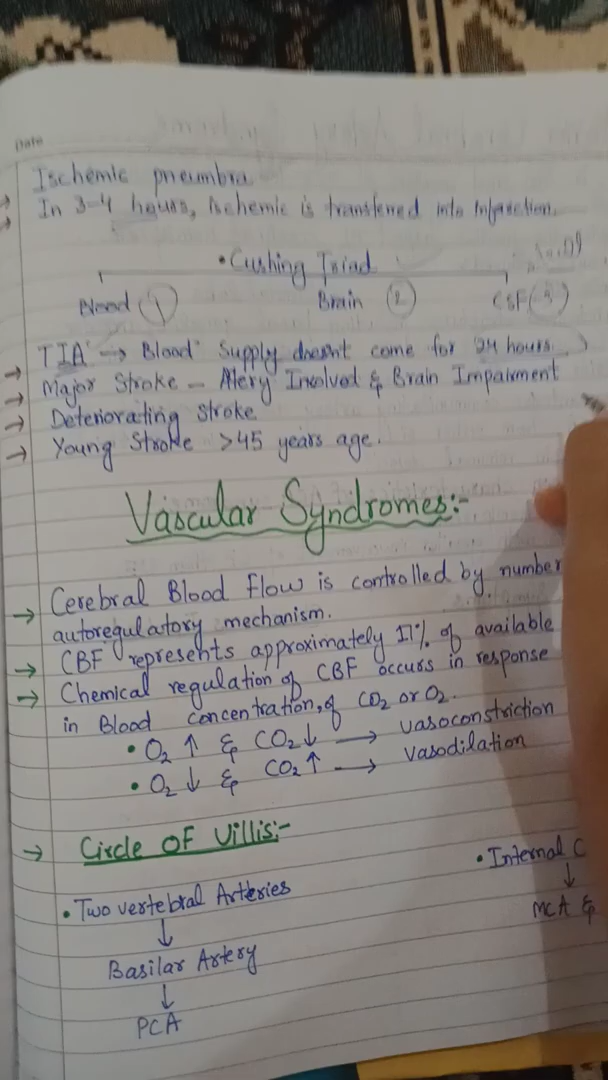 Date
Ischemic pneumbra
→ In 3-4 hours, Ischemic is transferred into Infarction.
• Cushing Triad
Blood (1) Brain (2) CSF (3)
→ TIA → Blood Supply doesn't come for 24 hours.
→ Major Stroke – Atery Involved & Brain Impairment
→ Deteriorating stroke
→ Young Stroke >45 years age.
Vascular Syndromes:-
→ Cerebral Blood Flow is controlled by number
autoregulatory mechanism.
→ CBF represents approximately 17% of available
→ Chemical regulation of CBF occurs in response
in Blood concentration, of CO2 or O2.
• O2 ↑ & CO2↓ → vasoconstriction
• O2 ↓ & CO2↑ → vasodilation
→ Circle OF Villis:-
• Two vertebral Arteries • Internal C
↓ ↓
Basilar Artery MCA &
↓
PCA